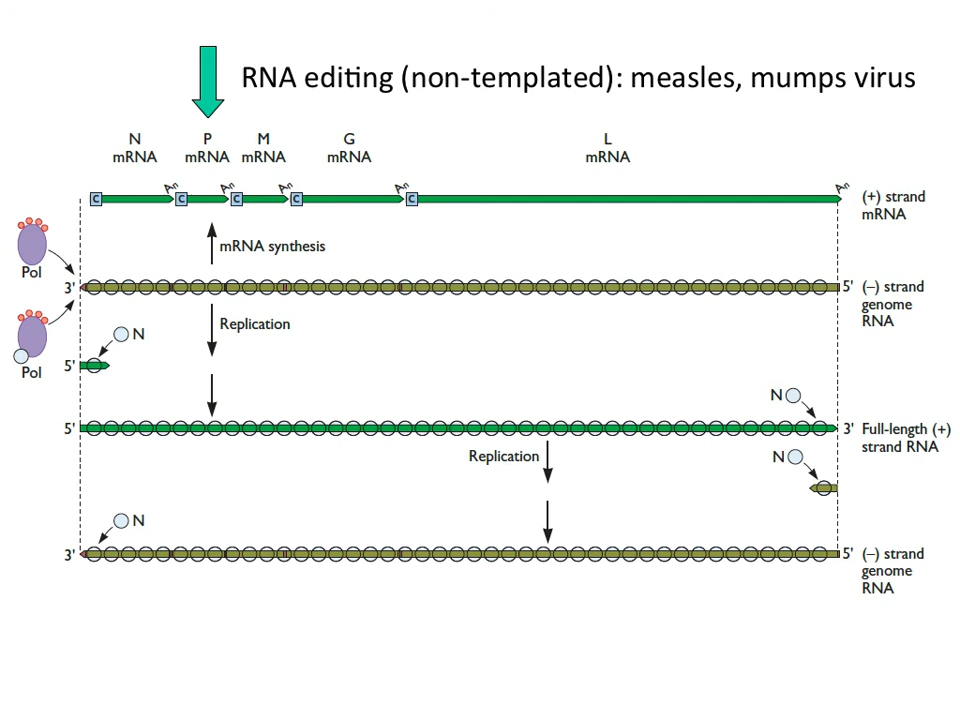 RNA editing (non-templated): measles, mumps virus
N
mRNA
P
mRNA
M
mRNA
G
mRNA
L
mRNA
C
An
C
An
C
An
C
An
C
An
(+) strand
mRNA
Pol
mRNA synthesis
3'
5'
(–) strand
genome
RNA
Replication
N
Pol
5'
N
5'
3'
Full-length (+)
strand RNA
Replication
N
N
3'
5'
(–) strand
genome
RNA